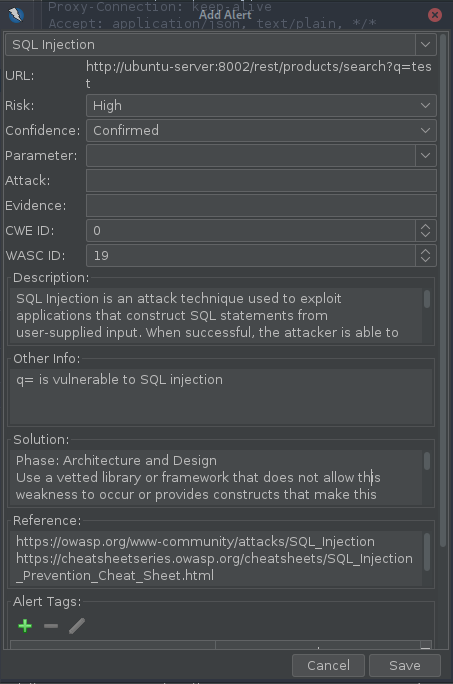 Proxy-Connection: keep-alive
Add Alert
Accept: application/json, text/plain, */*
SQL Injection
URL:
http://ubuntu-server:8002/rest/products/search?q=tes
t
Risk: High
Confidence: Confirmed
Parameter:
Attack:
Evidence:
CWE ID: 0
WASC ID: 19
Description:
SQL Injection is an attack technique used to exploit
applications that construct SQL statements from
user-supplied input. When successful, the attacker is able to
Other Info:
q= is vulnerable to SQL injection
Solution:
Phase: Architecture and Design
Use a vetted library or framework that does not allow this
weakness to occur or provides constructs that make this
Reference:
https://owasp.org/www-community/attacks/SQL_Injection
https://cheatsheetseries.owasp.org/cheatsheets/SQL_Injection
_Prevention_Cheat_Sheet.html
Alert Tags:
Cancel
Save